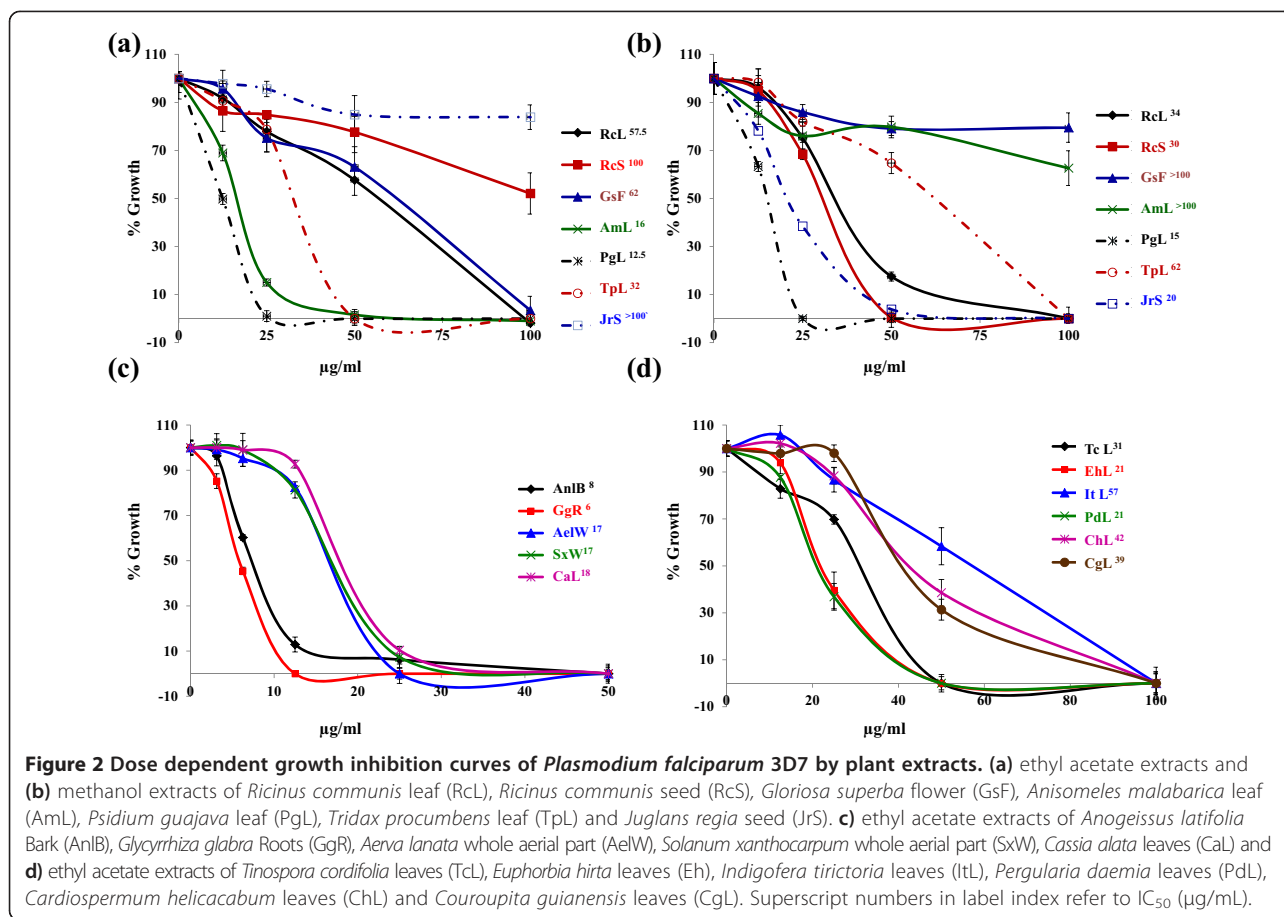 (a)
110
90
70
50
30
10
-10
% Growth
0 25 50 75 100
µg/ml
RcL 57.5
RcS 100
GsF 62
AmL 16
PgL 12.5
TpL 32
JrS >100
(b)
110
90
70
50
30
10
-10
% Growth
0 25 50 75 100
µg/ml
RcL 34
RcS 30
GsF >100
AmL >100
PgL 15
TpL 62
JrS 20
(c)
110
90
70
50
30
10
-10
% Growth
0 10 20 30 40 50
µg/ml
AnlB 8
GgR 6
AelW 17
SxW17
CaL18
(d)
110
90
70
50
30
10
-10
% Growth
0 20 40 60 80 100
µg/ml
Tc L31
EhL 21
It L57
PdL 21
ChL 42
CgL 39
Figure 2 Dose dependent growth inhibition curves of Plasmodium falciparum 3D7 by plant extracts. (a) ethyl acetate extracts and
(b) methanol extracts of Ricinus communis leaf (RcL), Ricinus communis seed (RcS), Gloriosa superba flower (GsF), Anisomeles malabarica leaf
(AmL), Psidium guajava leaf (PgL), Tridax procumbens leaf (TpL) and Juglans regia seed (JrS). c) ethyl acetate extracts of Anogeissus latifolia
Bark (AnlB), Glycyrrhiza glabra Roots (GgR), Aerva lanata whole aerial part (AelW), Solanum xanthocarpum whole aerial part (SxW), Cassia alata leaves (CaL) and
d) ethyl acetate extracts of Tinospora cordifolia leaves (TcL), Euphorbia hirta leaves (Eh), Indigofera tirictoria leaves (ItL), Pergularia daemia leaves (PdL),
Cardiospermum helicacabum leaves (ChL) and Couroupita guianensis leaves (CgL). Superscript numbers in label index refer to IC50 (µg/mL).